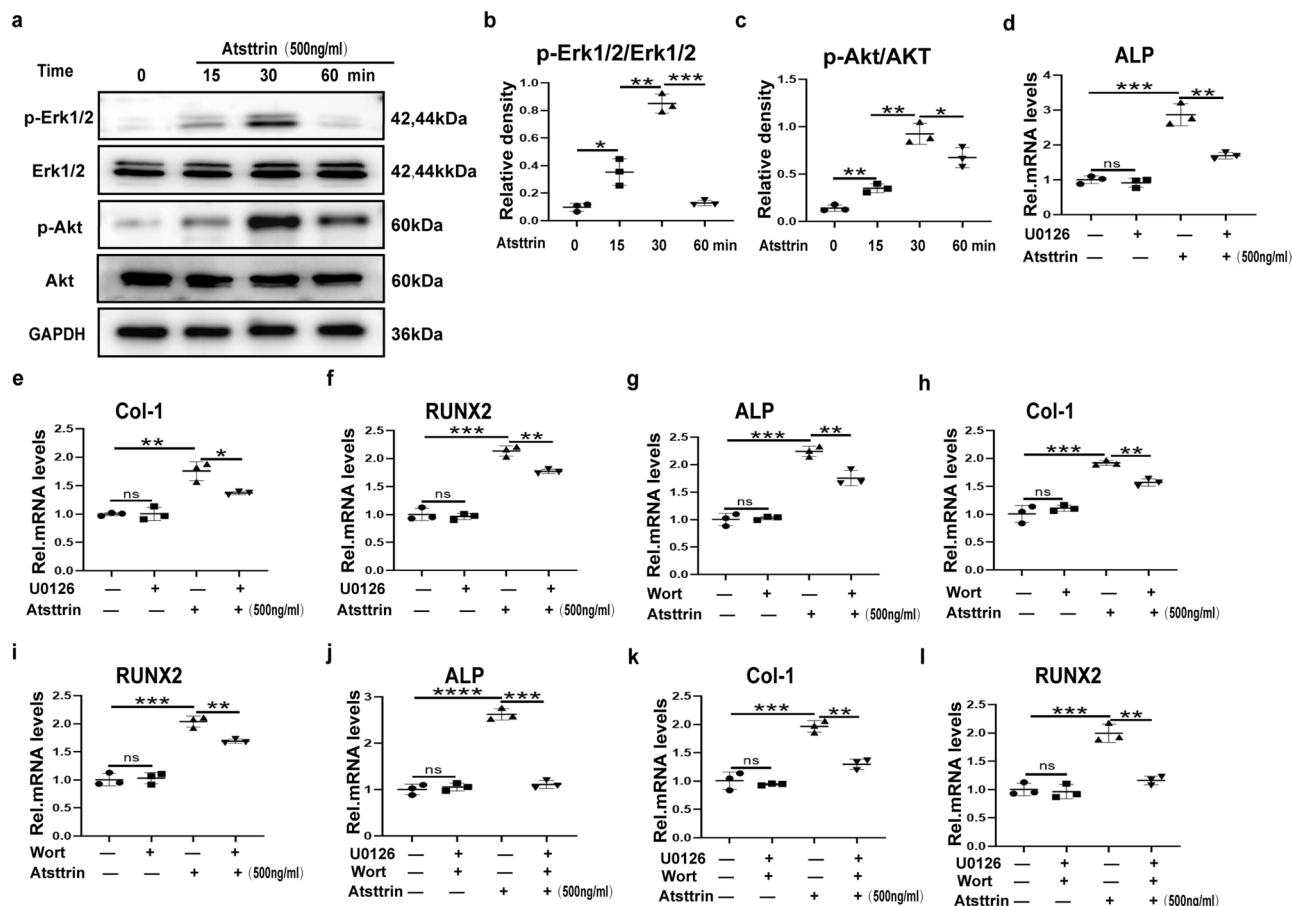 a
Atsttrin (500ng/ml)
Time 0 15 30 60 min
p-Erk1/2 42,44kDa
Erk1/2 42,44kkDa
p-Akt 60kDa
Akt 60kDa
GAPDH 36kDa
b
p-Erk1/2/Erk1/2
Relative density
1.0
0.8
0.6
0.4
0.2
0.0
* ** ***
Atsttrin 0 15 30 60 min
c
p-Akt/AKT
Relative density
1.5
1.0
0.5
0.0
** ** *
Atsttrin 0 15 30 60 min
d
ALP
Rel.mRNA levels
4
3
2
1
0
ns *** **
U0126 — + — +
Atsttrin — — + + (500ng/ml)
e
Col-1
Rel.mRNA levels
2.5
2.0
1.5
1.0
0.5
0.0
ns ** *
U0126 — + — +
Atsttrin — — + + (500ng/ml)
f
RUNX2
Rel.mRNA levels
2.5
2.0
1.5
1.0
0.5
0.0
ns *** **
U0126 — + — +
Atsttrin — — + + (500ng/ml)
g
ALP
Rel.mRNA levels
2.5
2.0
1.5
1.0
0.5
0.0
ns *** **
Wort — + — +
Atsttrin — — + + (500ng/ml)
h
Col-1
Rel.mRNA levels
2.5
2.0
1.5
1.0
0.5
0.0
ns *** **
Wort — + — +
Atsttrin — — + + (500ng/ml)
i
RUNX2
Rel.mRNA levels
2.5
2.0
1.5
1.0
0.5
0.0
ns *** **
Wort — + — +
Atsttrin — — + + (500ng/ml)
j
ALP
Rel.mRNA levels
3
2
1
0
ns **** ***
U0126 — + — +
Wort — + — +
Atsttrin — — + + (500ng/ml)
k
Col-1
Rel.mRNA levels
2.5
2.0
1.5
1.0
0.5
0.0
ns *** **
U0126 — + — +
Wort — + — +
Atsttrin — — + + (500ng/ml)
l
RUNX2
Rel.mRNA levels
2.5
2.0
1.5
1.0
0.5
0.0
ns *** **
U0126 — + — +
Wort — + — +
Atsttrin — — + + (500ng/ml)